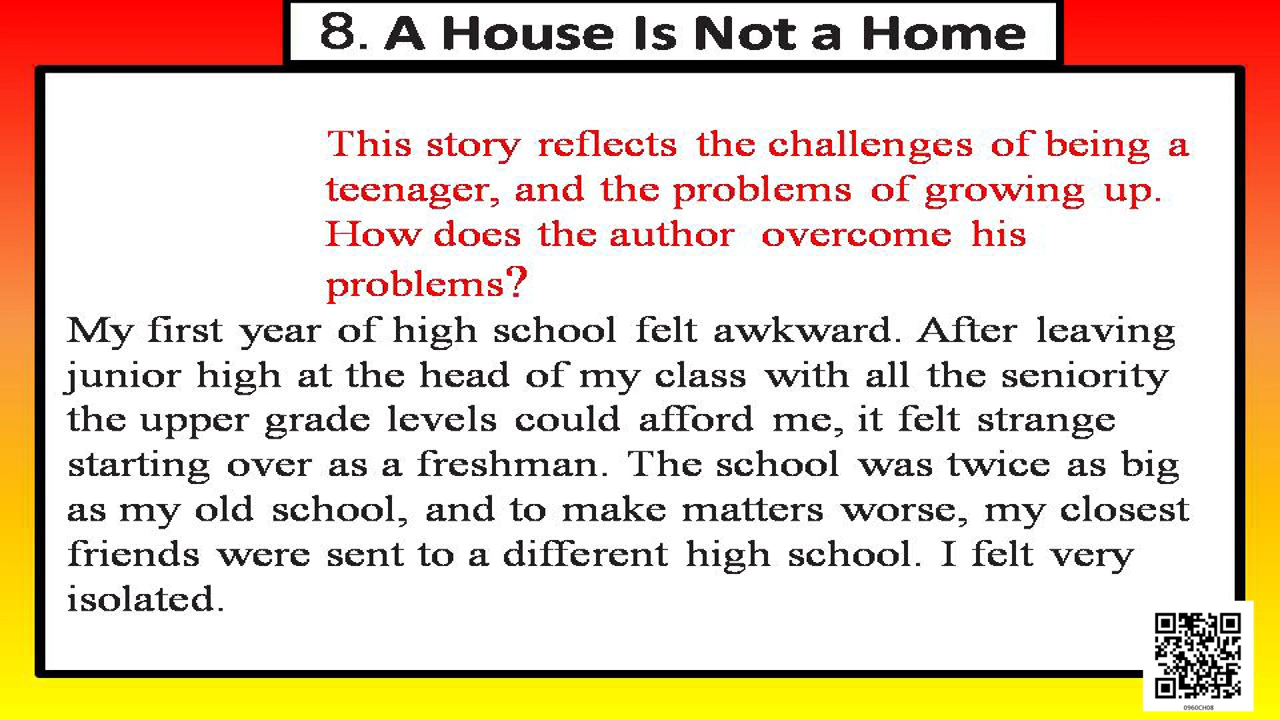 8. A House Is Not a Home
This story reflects the challenges of being a
teenager, and the problems of growing up.
How does the author overcome his
problems?
My first year of high school felt awkward. After leaving
junior high at the head of my class with all the seniority
the upper grade levels could afford me, it felt strange
starting over as a freshman. The school was twice as big
as my old school, and to make matters worse, my closest
friends were sent to a different high school. I felt very
isolated.
0960CH08